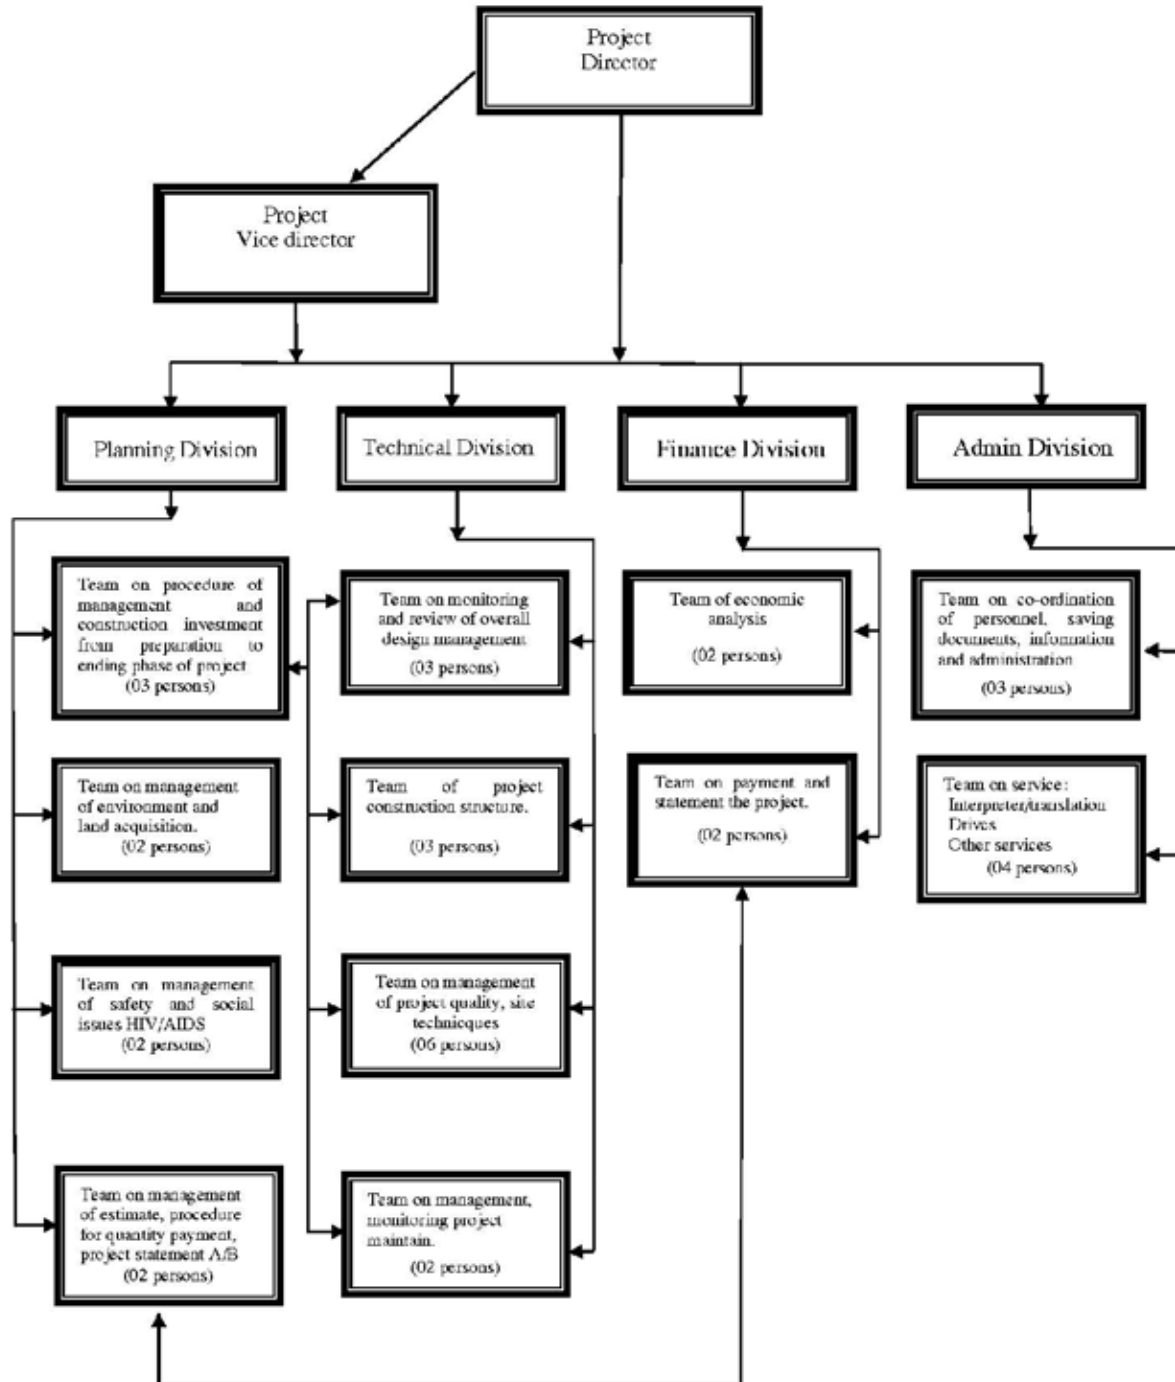 Project
Director
Project
Vice director
Planning Division
Technical Division
Finance Division
Admin Division
Team on procedure of
management and
construction investment
from preparation to
ending phase of project
(03 persons)
Team on management
of environment and
land acquisition.
(02 persons)
Team on management
of safety and social
issues HIV/AIDS
(02 persons)
Team on management
of estimate, procedure
for quantity payment,
project statement A/B
(02 persons)
Team on monitoring
and review of overall
design management
(03 persons)
Team of project
construction structure.
(03 persons)
Team on management
of project quality, site
technicques
(06 persons)
Team on management,
monitoring project
maintain.
(02 persons)
Team of economic
analysis
(02 persons)
Team on payment and
statement the project.
(02 persons)
Team on co-ordination
of personnel, saving
documents, information
and administration
(03 persons)
Team on service:
Interpreter/translation
Drives
Other services
(04 persons)